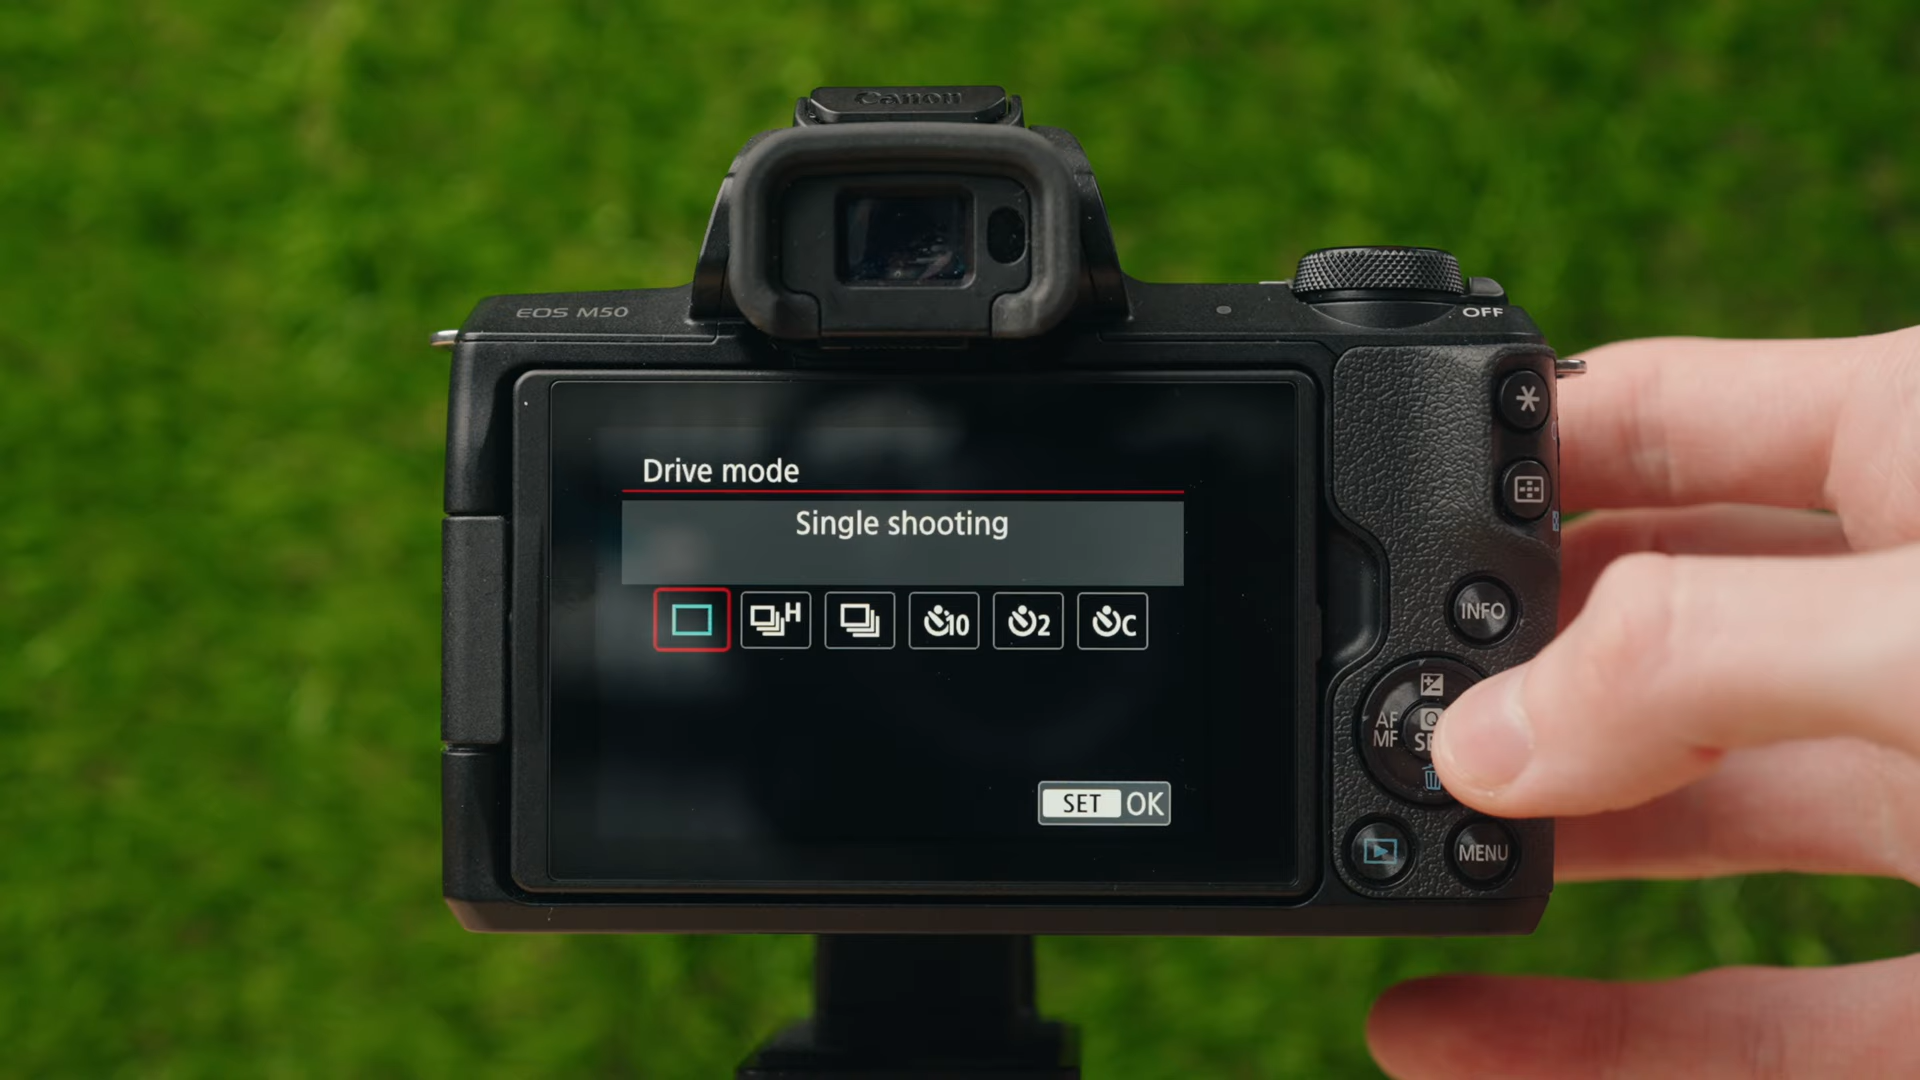 Canon
EOS M50
OFF
Drive mode
Single shooting
H
10
2
C
INFO
AF
MF
Q
SET OK
MENU